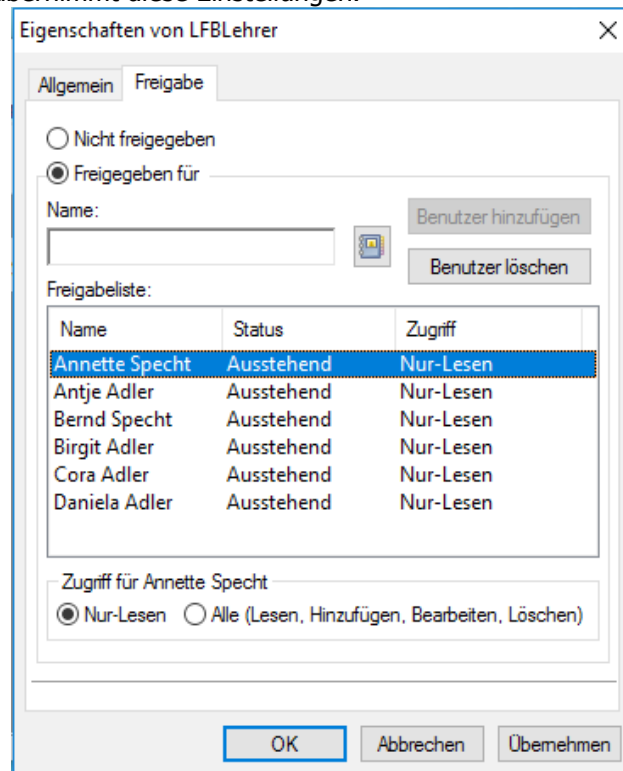 übernimmt diese Einstellungen.
Eigenschaften von LFBLehrer
Allgemein Freigabe
Nicht freigegeben
Freigegeben für
Name:
Benutzer hinzufügen
Benutzer löschen
Freigabeliste:
Name Status Zugriff
Annette Specht Ausstehend Nur-Lesen
Antje Adler Ausstehend Nur-Lesen
Bernd Specht Ausstehend Nur-Lesen
Birgit Adler Ausstehend Nur-Lesen
Cora Adler Ausstehend Nur-Lesen
Daniela Adler Ausstehend Nur-Lesen
Zugriff für Annette Specht
Nur-Lesen Alle (Lesen, Hinzufügen, Bearbeiten, Löschen)
OK Abbrechen Übernehmen